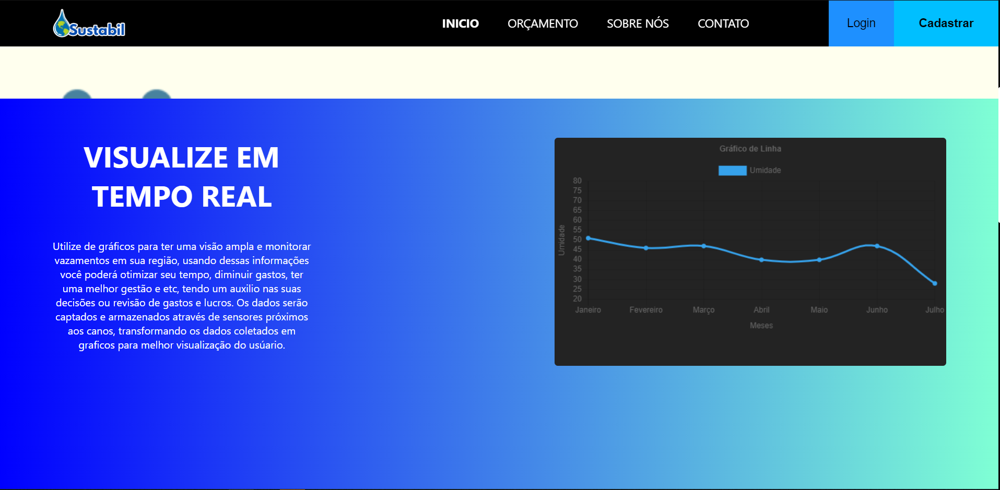 Sustabil
INICIO
ORÇAMENTO
SOBRE NÓS
CONTATO
Login
Cadastrar
VISUALIZE EM
TEMPO REAL
Utilize de gráficos para ter uma visão ampla e monitorar
vazamentos em sua região, usando dessas informações
você poderá otimizar seu tempo, diminuir gastos, ter
uma melhor gestão e etc, tendo um auxilio nas suas
decisões ou revisão de gastos e lucros. Os dados serão
captados e armazenados através de sensores próximos
aos canos, transformando os dados coletados em
graficos para melhor visualização do usúario.
Gráfico de Linha
Umidade
80
75
70
65
60
55
50
45
40
35
30
25
20
Umidade
Janeiro
Fevereiro
Março
Abril
Maio
Junho
Julho
Meses